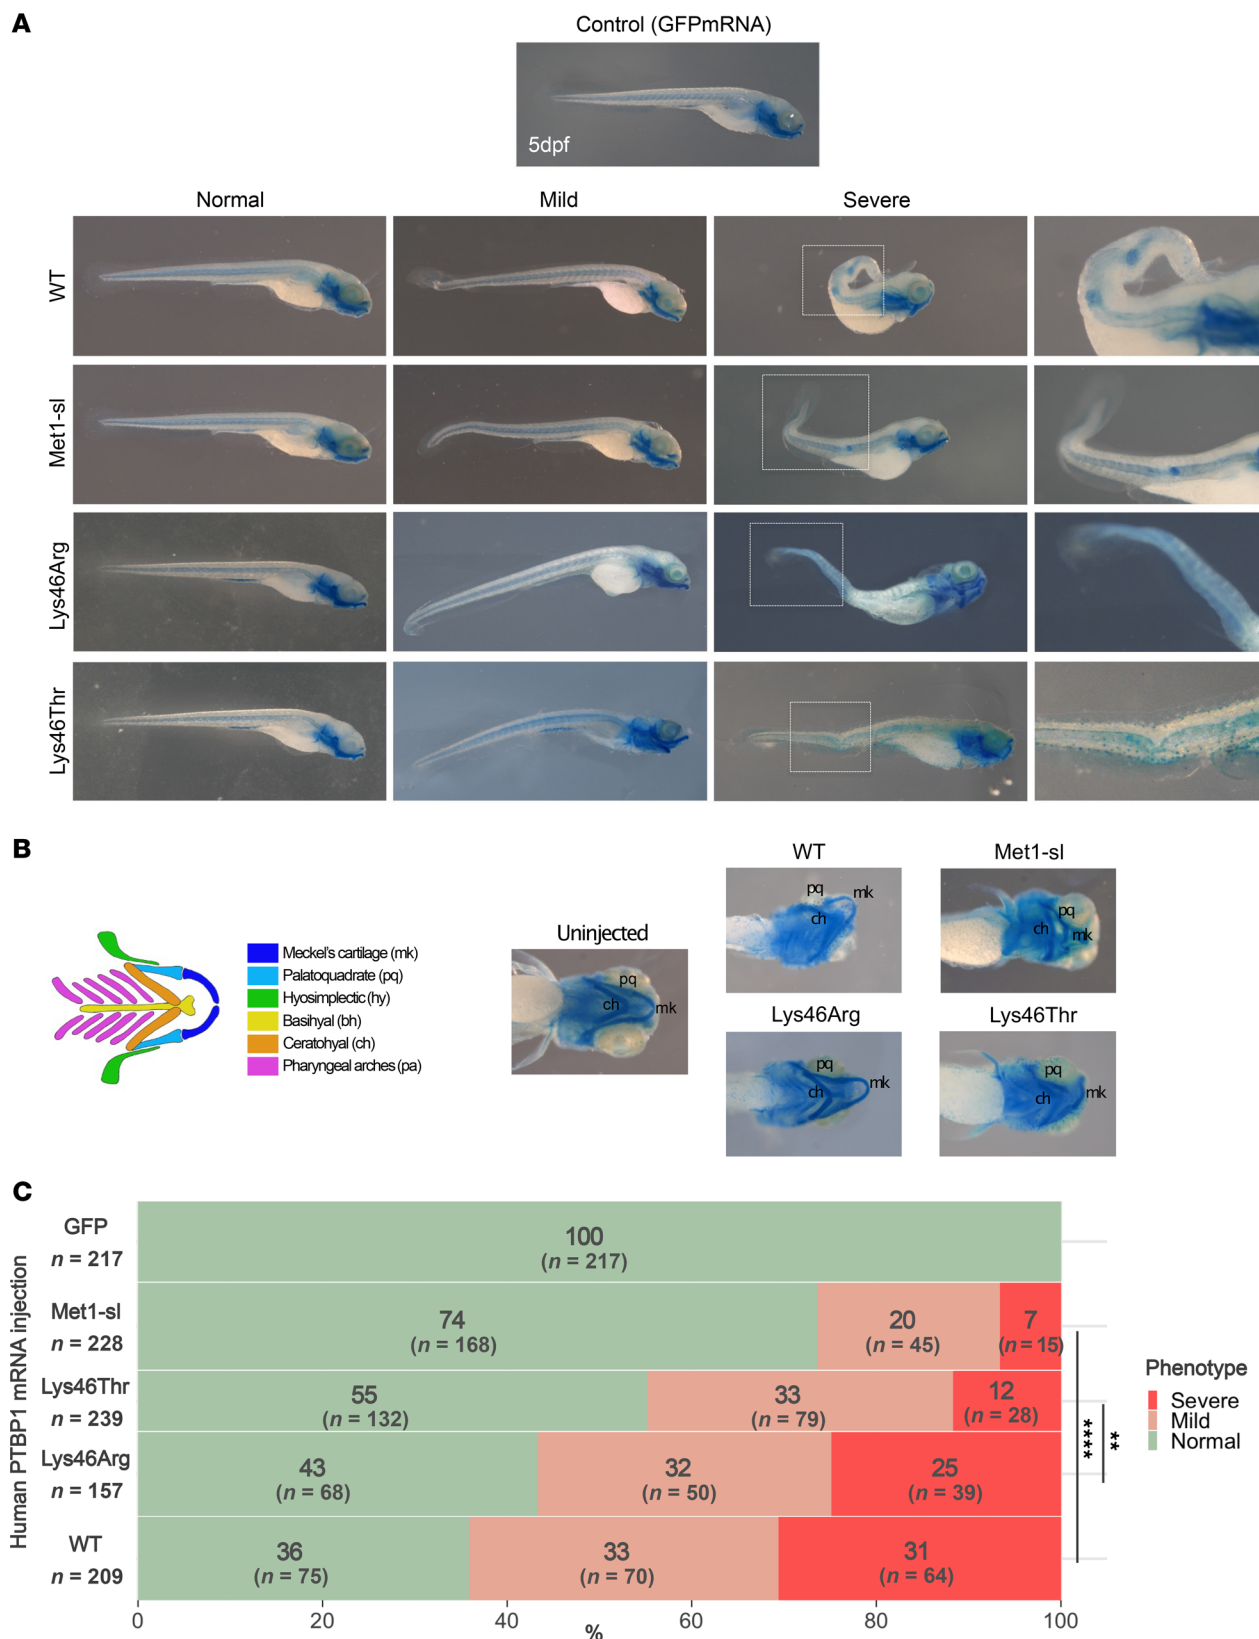 A
Control (GFPmRNA)
5dpf
Normal
Mild
Severe
WT
Met1-sl
Lys46Arg
Lys46Thr
B
Meckel's cartilage (mk)
Palatoquadrate (pq)
Hyosimplectic (hy)
Basihyal (bh)
Ceratohyal (ch)
Pharyngeal arches (pa)
Uninjected
pq
ch
mk
WT
pq
mk
ch
Met1-sl
pq
ch
mk
Lys46Arg
pq
mk
ch
Lys46Thr
pq
mk
ch
C
Human PTBP1 mRNA injection
GFP
n = 217
100
(n = 217)
Met1-sl
n = 228
74
(n = 168)
20
(n = 45)
7
(n = 15)
Lys46Thr
n = 239
55
(n = 132)
33
(n = 79)
12
(n = 28)
Lys46Arg
n = 157
43
(n = 68)
32
(n = 50)
25
(n = 39)
WT
n = 209
36
(n = 75)
33
(n = 70)
31
(n = 64)
0 20 40 60 80 100
%
****
**
Phenotype
Severe
Mild
Normal